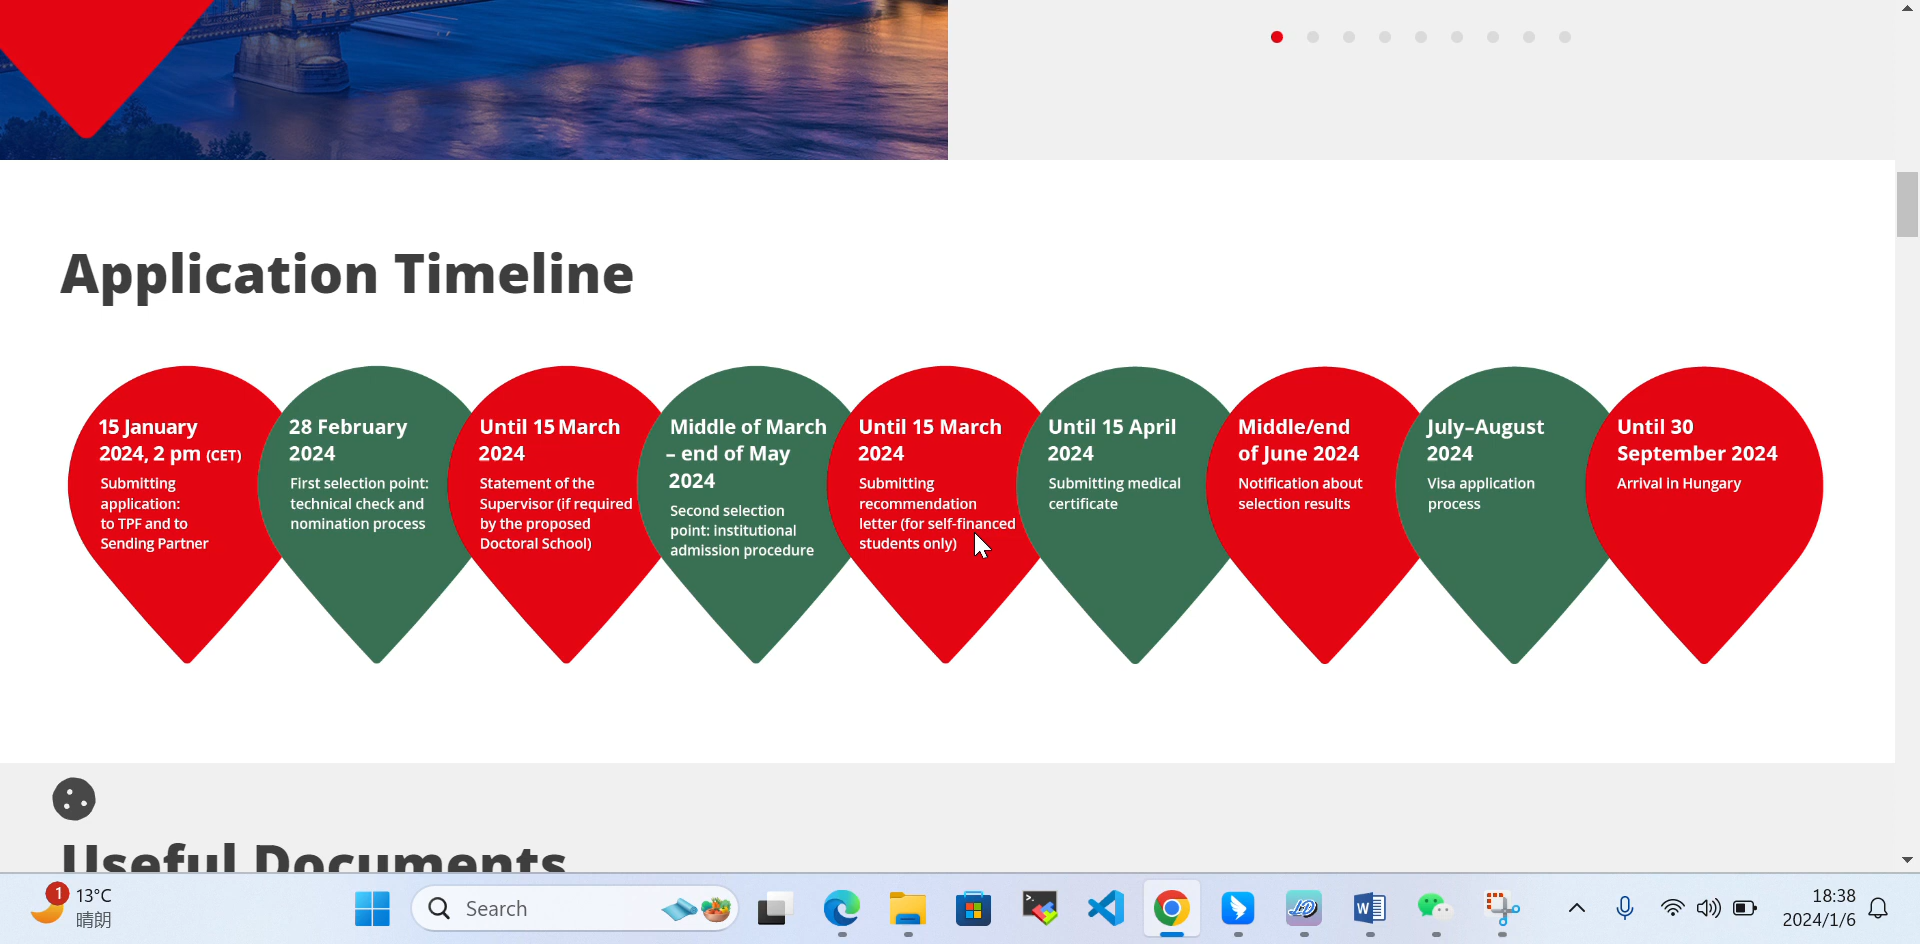 Application Timeline
15 January
2024, 2 pm (CET)
Submitting
application:
to TPF and to
Sending Partner
28 February
2024
First selection point:
technical check and
nomination process
Until 15 March
2024
Statement of the
Supervisor (if required
by the proposed
Doctoral School)
Middle of March
– end of May
2024
Second selection
point: institutional
admission procedure
Until 15 March
2024
Submitting
recommendation
letter (for self-financed
students only)
Until 15 April
2024
Submitting medical
certificate
Middle/end
of June 2024
Notification about
selection results
July–August
2024
Visa application
process
Until 30
September 2024
Arrival in Hungary
Useful Documents
1
13°C
晴朗
Search
18:38
2024/1/6